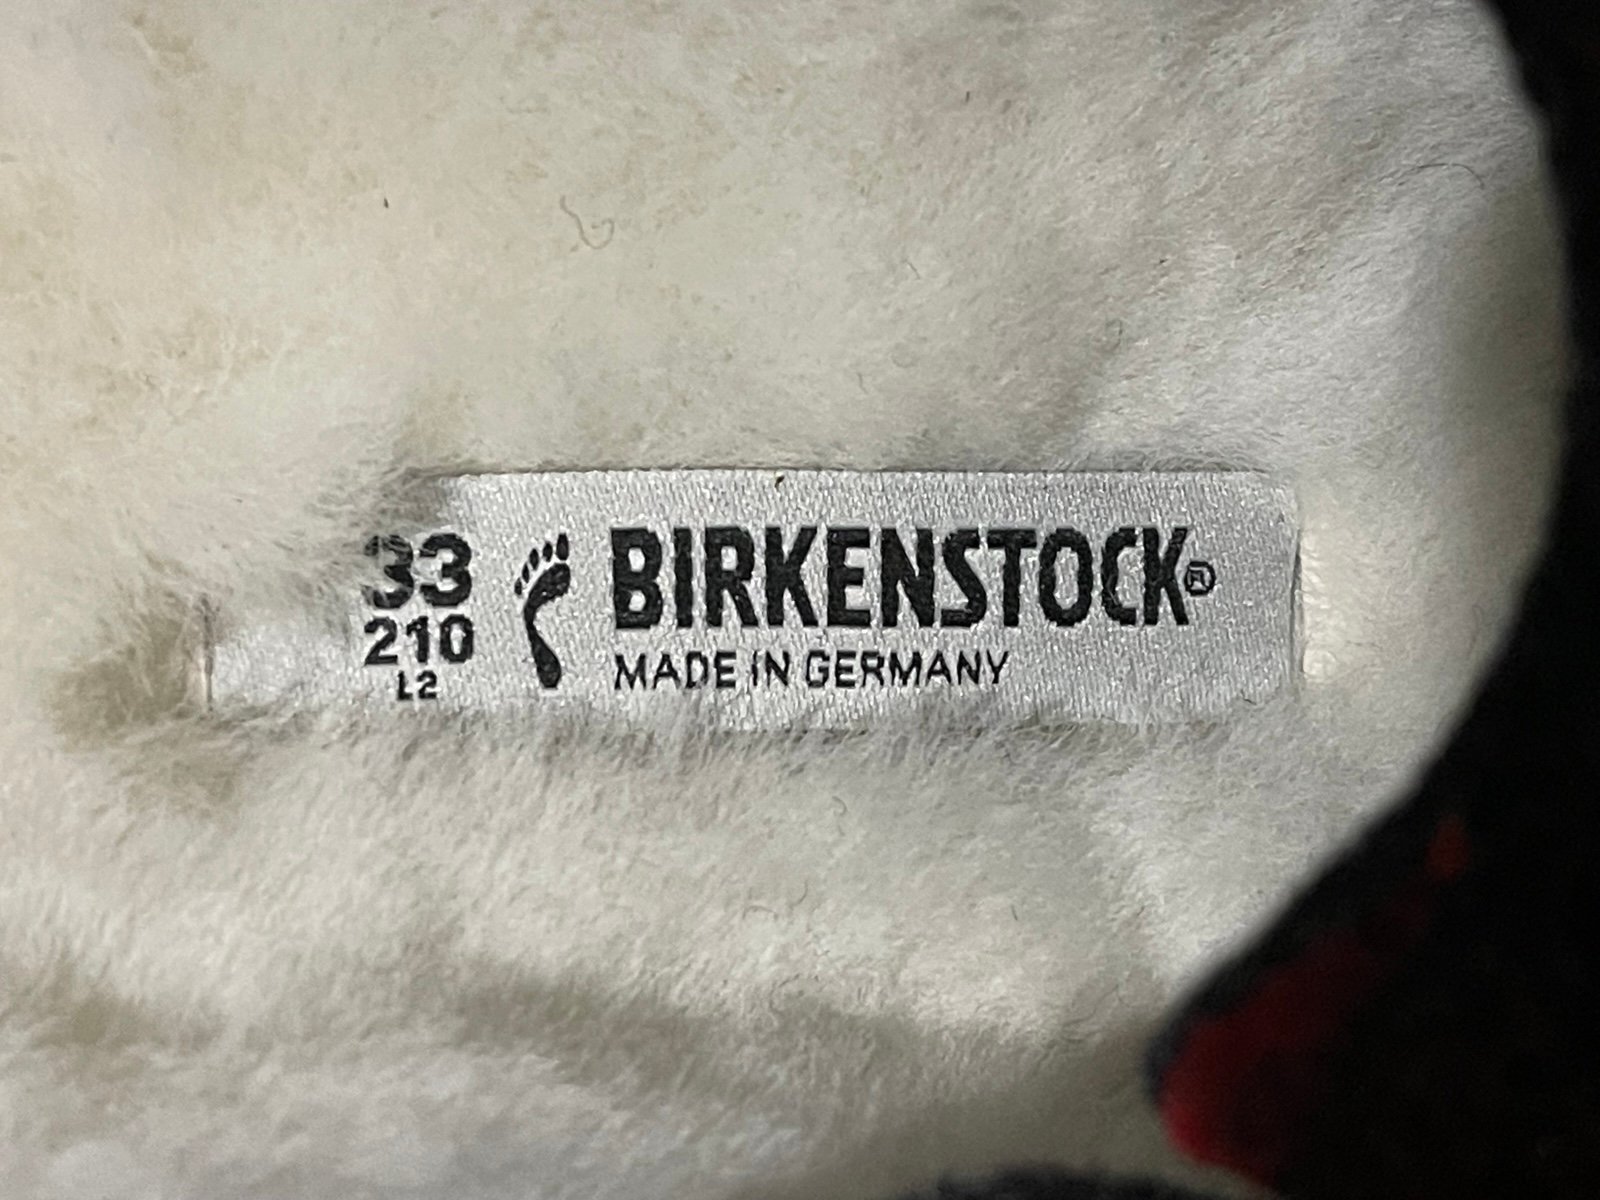 33
210
L2
BIRKENSTOCK®
MADE IN GERMANY